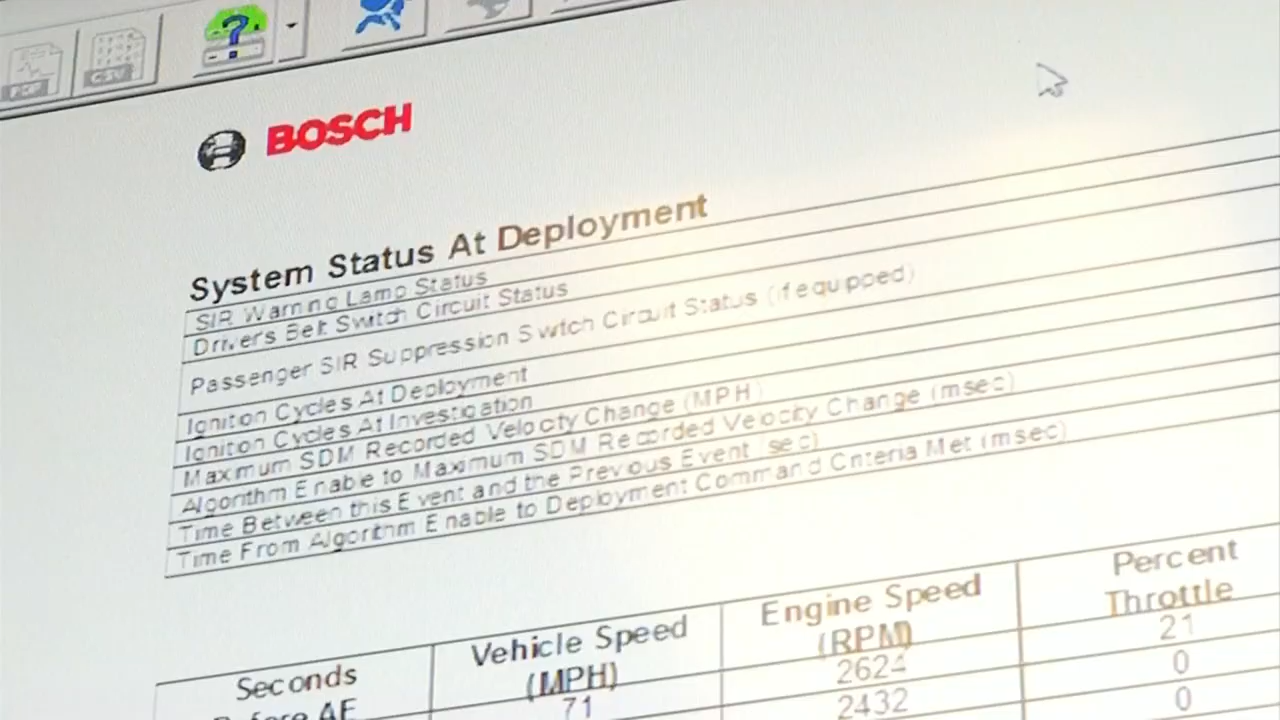 PDF
CSV
BOSCH
System Status At Deployment
SIR Warning Lamp Status
Driver's Belt Switch Circuit Status
Passenger SIR Suppression Switch Circuit Status (if equipped)
Ignition Cycles At Deployment
Ignition Cycles At Investigation
Maximum SDM Recorded Velocity Change (MPH)
Algorithm Enable to Maximum SDM Recorded Velocity Change (msec)
Time Between this Event and the Previous Event (sec)
Time From Algorithm Enable to Deployment Command Criteria Met (msec)
Seconds
Before AE
Vehicle Speed
(MPH)
Engine Speed
(RPM)
Percent
Throttle
71 2624 21
2432 0
0